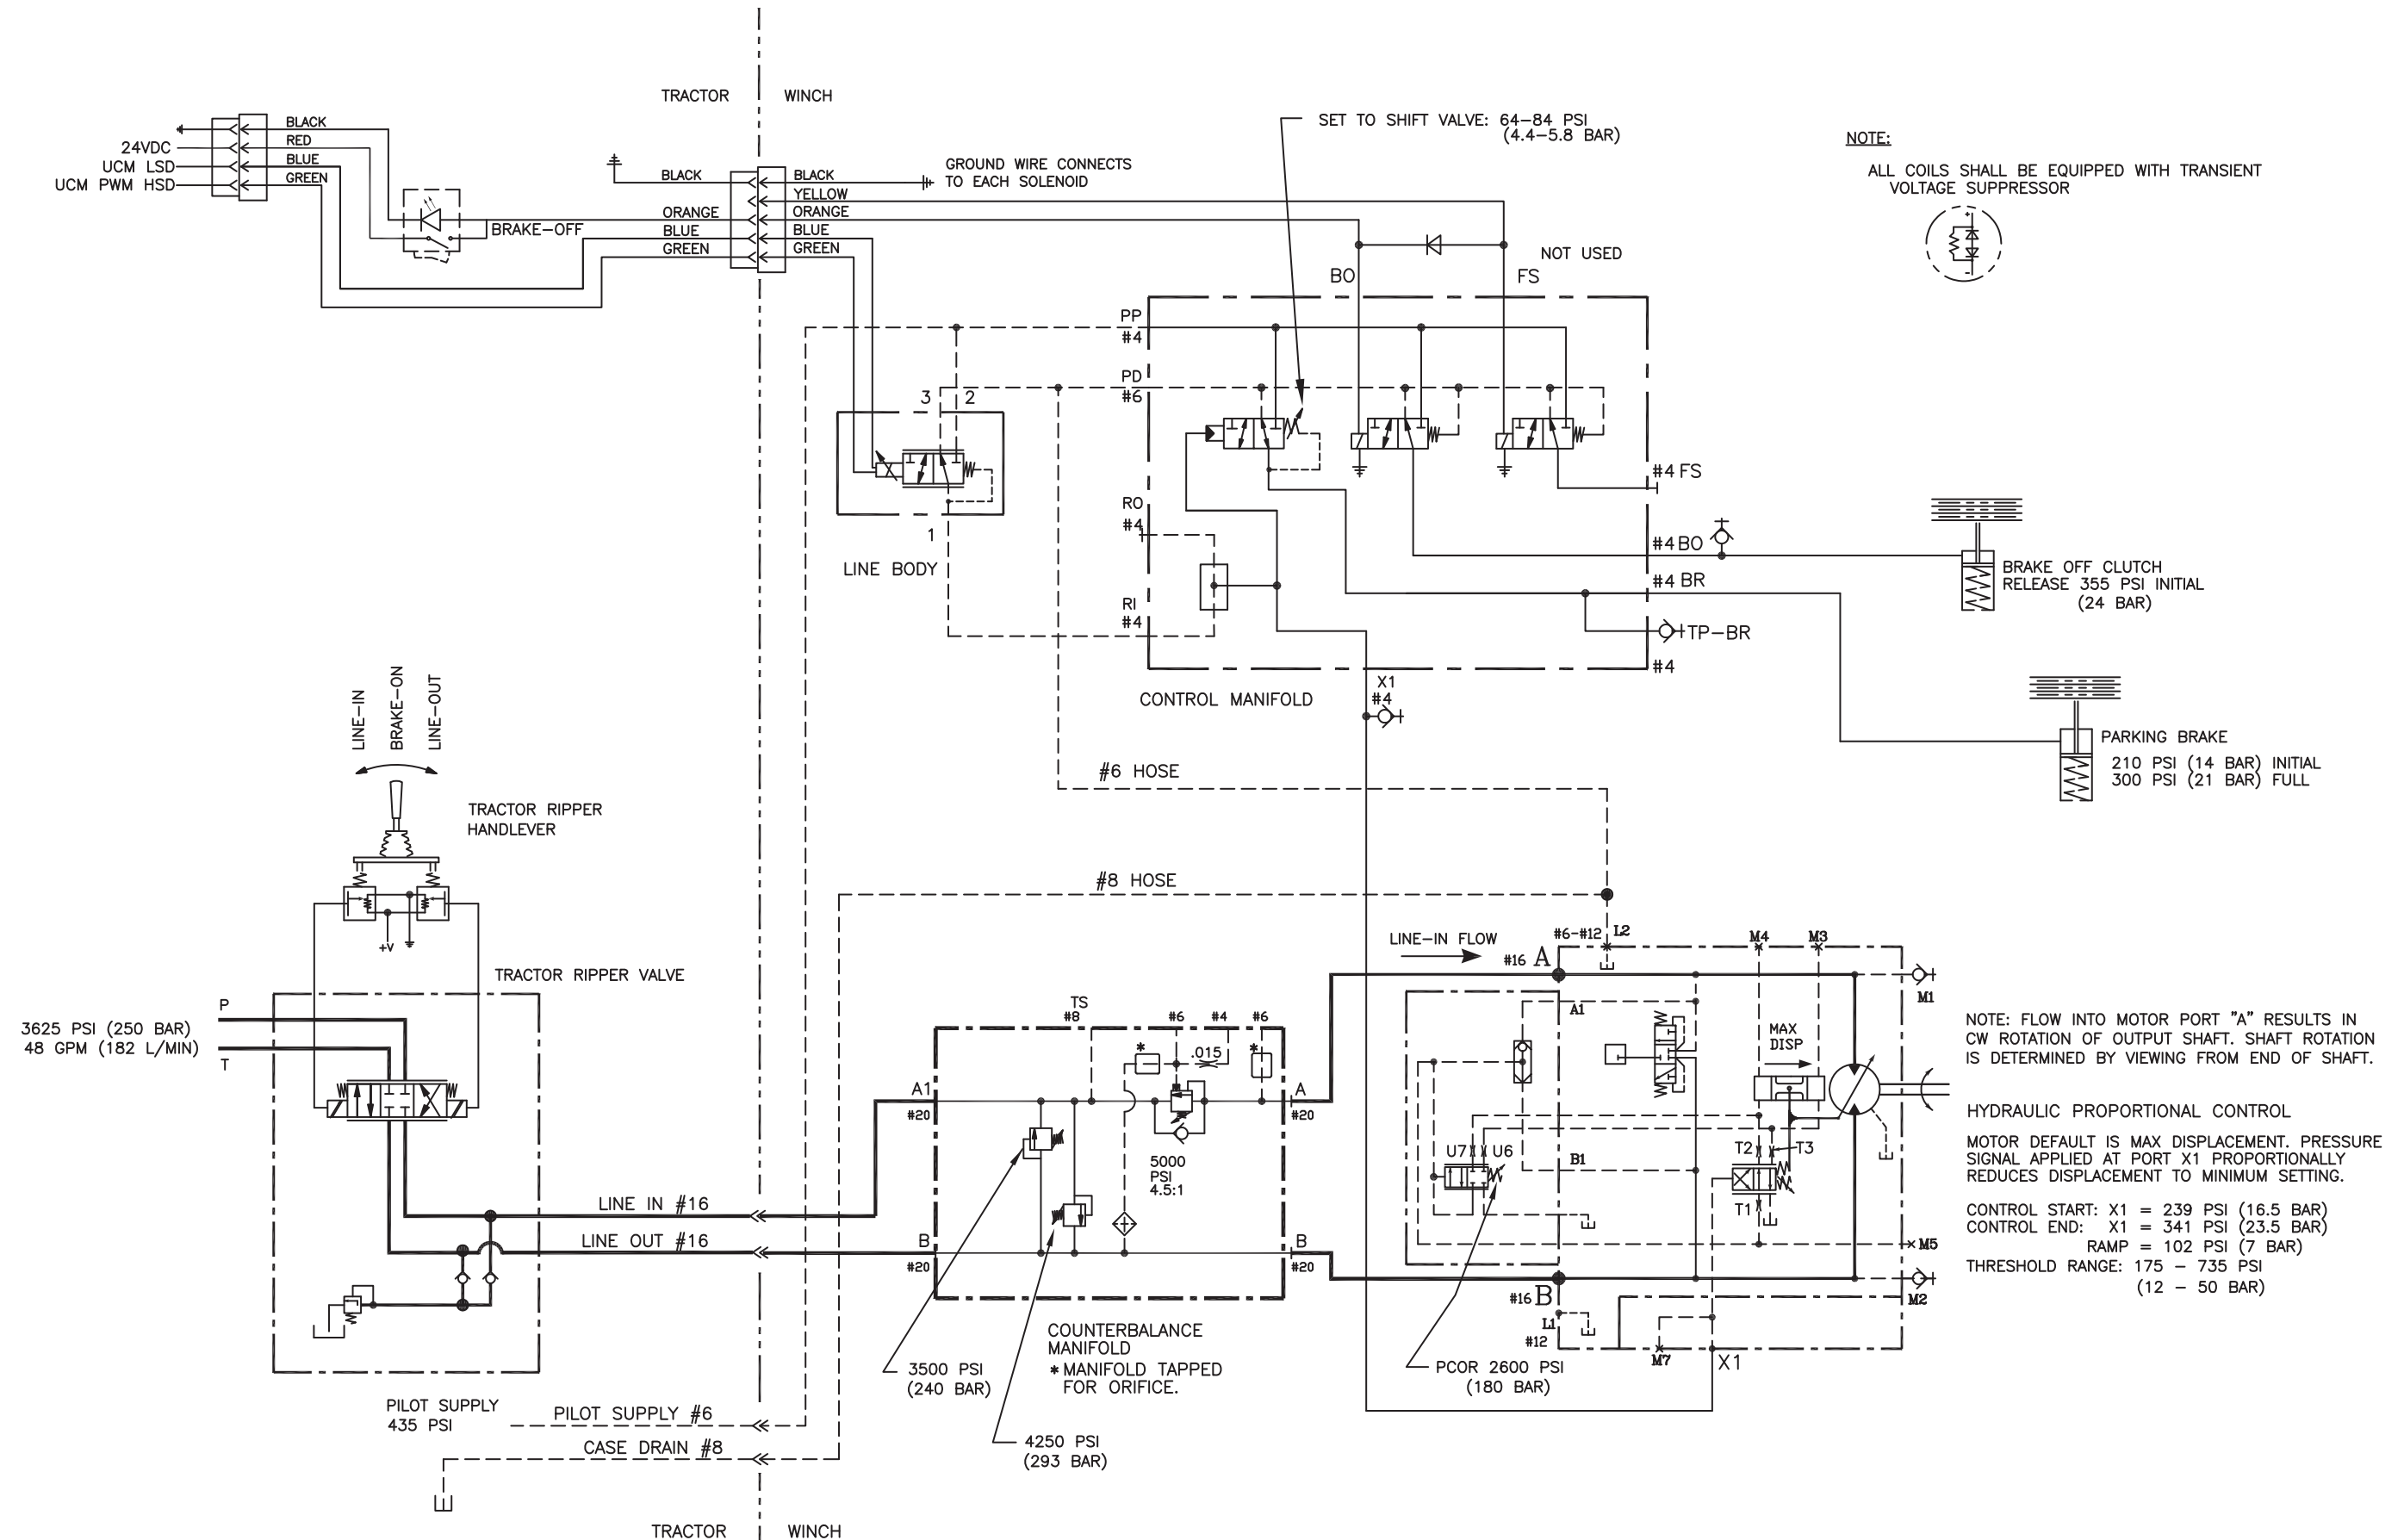 TRACTOR
WINCH
24VDC
UCM LSD
UCM PWM HSD
BLACK
RED
BLUE
GREEN
BRAKE-OFF
BLACK
ORANGE
BLUE
GREEN
BLACK
YELLOW
ORANGE
BLUE
GREEN
GROUND WIRE CONNECTS
TO EACH SOLENOID
SET TO SHIFT VALVE: 64-84 PSI
(4.4-5.8 BAR)
NOTE:
ALL COILS SHALL BE EQUIPPED WITH TRANSIENT
VOLTAGE SUPPRESSOR
+
-
NOT USED
BO
FS
PP
#4
PD
#6
3
2
1
LINE BODY
RO
#4
RI
#4
#4 FS
#4 BO
#4 BR
TP-BR
#4
X1
#4
CONTROL MANIFOLD
BRAKE OFF CLUTCH
RELEASE 355 PSI INITIAL
(24 BAR)
PARKING BRAKE
210 PSI (14 BAR) INITIAL
300 PSI (21 BAR) FULL
LINE-IN
BRAKE-ON
LINE-OUT
TRACTOR RIPPER
HANDLEVER
+V
TRACTOR RIPPER VALVE
P
3625 PSI (250 BAR)
48 GPM (182 L/MIN)
T
LINE IN #16
LINE OUT #16
PILOT SUPPLY
435 PSI
PILOT SUPPLY #6
CASE DRAIN #8
#6 HOSE
#8 HOSE
TS
#8
#6
#4
#6
*
.015
*
A1
#20
A
#20
5000
PSI
4.5:1
B
#20
B
#20
COUNTERBALANCE
MANIFOLD
* MANIFOLD TAPPED
FOR ORIFICE.
3500 PSI
(240 BAR)
4250 PSI
(293 BAR)
LINE-IN FLOW
#16 A
#6-#12
L2
M4
M3
M1
A1
MAX
DISP
U7
U6
B1
T2
T3
T1
M5
#16 B
M2
L1
#12
M7
X1
PCOR 2600 PSI
(180 BAR)
NOTE: FLOW INTO MOTOR PORT "A" RESULTS IN
CW ROTATION OF OUTPUT SHAFT. SHAFT ROTATION
IS DETERMINED BY VIEWING FROM END OF SHAFT.
HYDRAULIC PROPORTIONAL CONTROL
MOTOR DEFAULT IS MAX DISPLACEMENT. PRESSURE
SIGNAL APPLIED AT PORT X1 PROPORTIONALLY
REDUCES DISPLACEMENT TO MINIMUM SETTING.
CONTROL START: X1 = 239 PSI (16.5 BAR)
CONTROL END: X1 = 341 PSI (23.5 BAR)
RAMP = 102 PSI (7 BAR)
THRESHOLD RANGE: 175 - 735 PSI
(12 - 50 BAR)
TRACTOR
WINCH